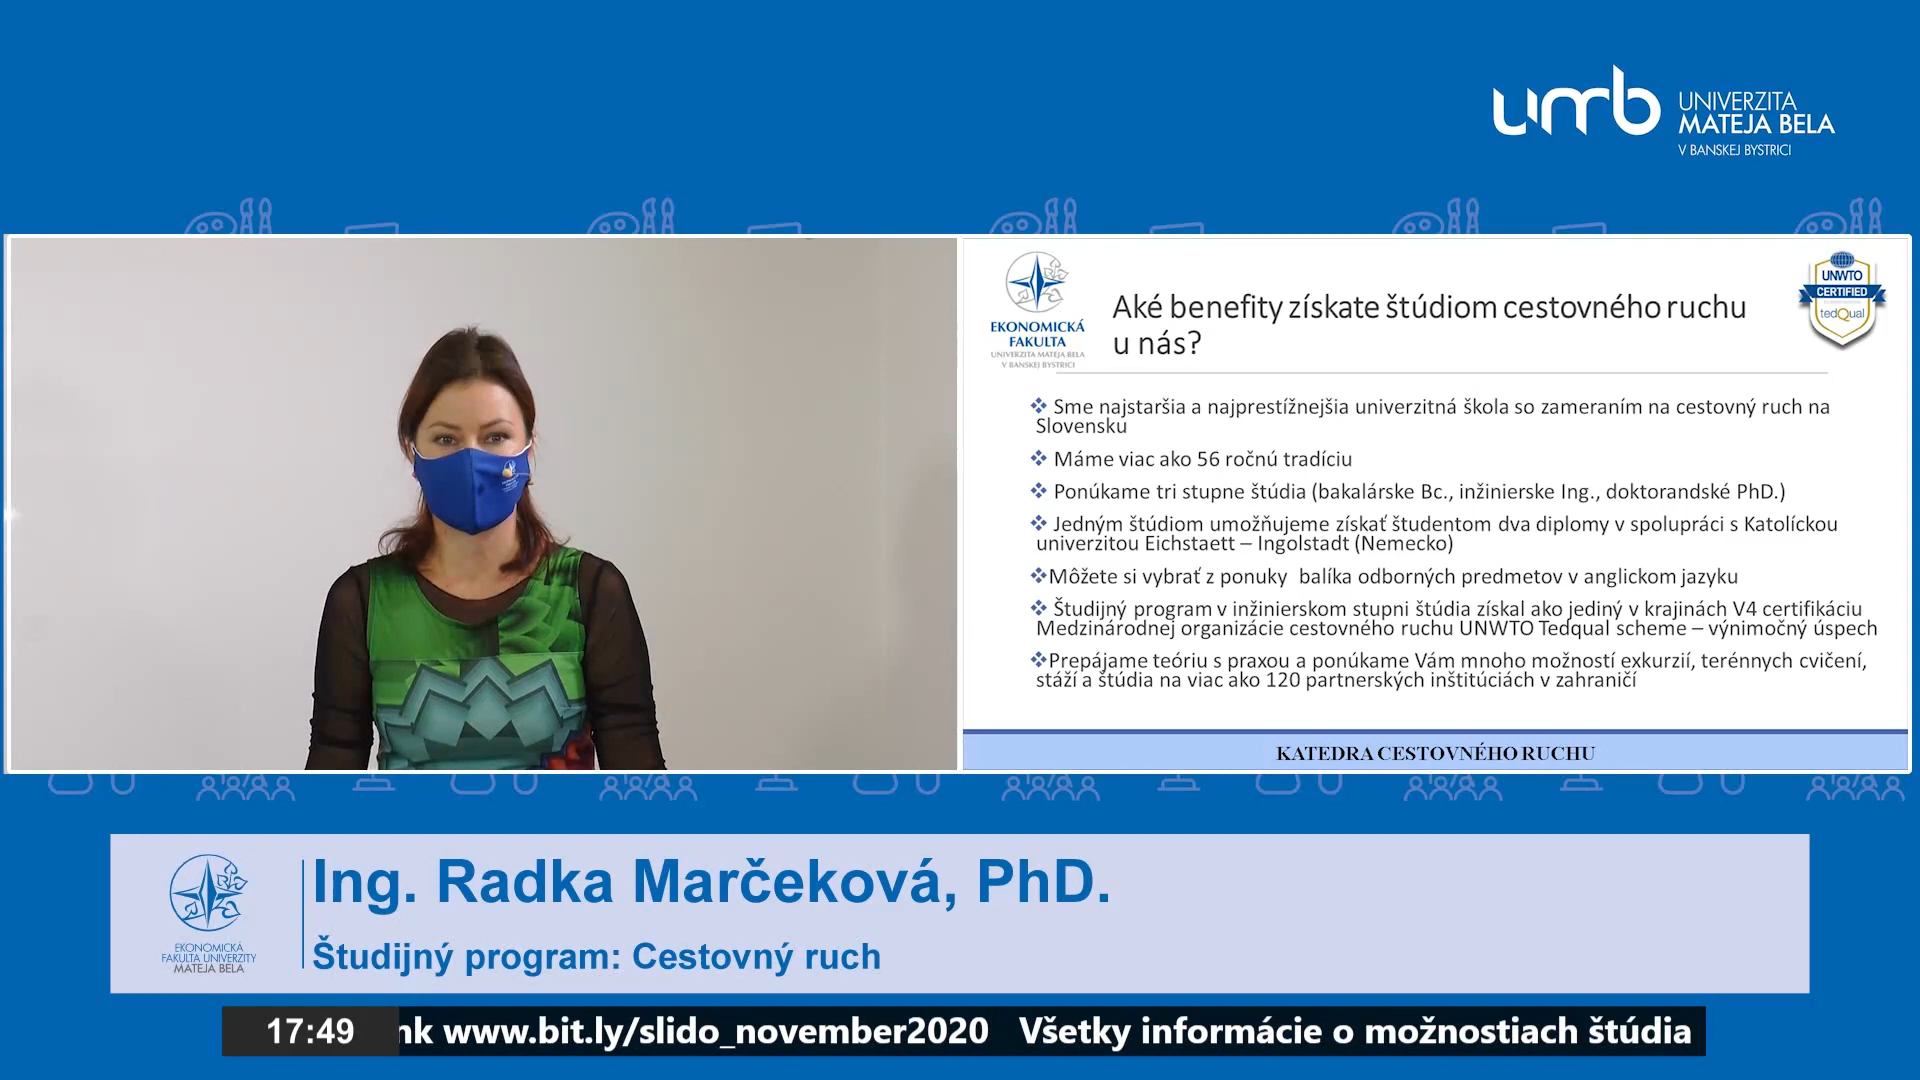 umb
UNIVERZITA
MATEJA BELA
V BANSKEJ BYSTRICI
EKONOMICKÁ
FAKULTA
UNIVERZITA MATEJA BELA
V BANSKEJ BYSTRICI
Aké benefity získate štúdiom cestovného ruchu
u nás?
UNWTO
CERTIFIED
tedQual
❖ Sme najstaršia a najprestížnejšia univerzitná škola so zameraním na cestovný ruch na
Slovensku
❖ Máme viac ako 56 ročnú tradíciu
❖ Ponúkame tri stupne štúdia (bakalárske Bc., inžinierske Ing., doktorandské PhD.)
❖ Jedným štúdiom umožňujeme získať študentom dva diplomy v spolupráci s Katolíckou
univerzitou Eichstaett – Ingolstadt (Nemecko)
❖Môžete si vybrať z ponuky balíka odborných predmetov v anglickom jazyku
❖ Študijný program v inžinierskom stupni štúdia získal ako jediný v krajinách V4 certifikáciu
Medzinárodnej organizácie cestovného ruchu UNWTO Tedqual scheme – výnimočný úspech
❖Prepájame teóriu s praxou a ponúkame Vám mnoho možností exkurzií, terénnych cvičení,
stáží a štúdia na viac ako 120 partnerských inštitúciách v zahraničí
KATEDRA CESTOVNÉHO RUCHU
EKONOMICKÁ
FAKULTA UNIVERZITY
MATEJA BELA
Ing. Radka Marčeková, PhD.
Študijný program: Cestovný ruch
17:49 nk www.bit.ly/slido_november2020 Všetky informácie o možnostiach štúdia